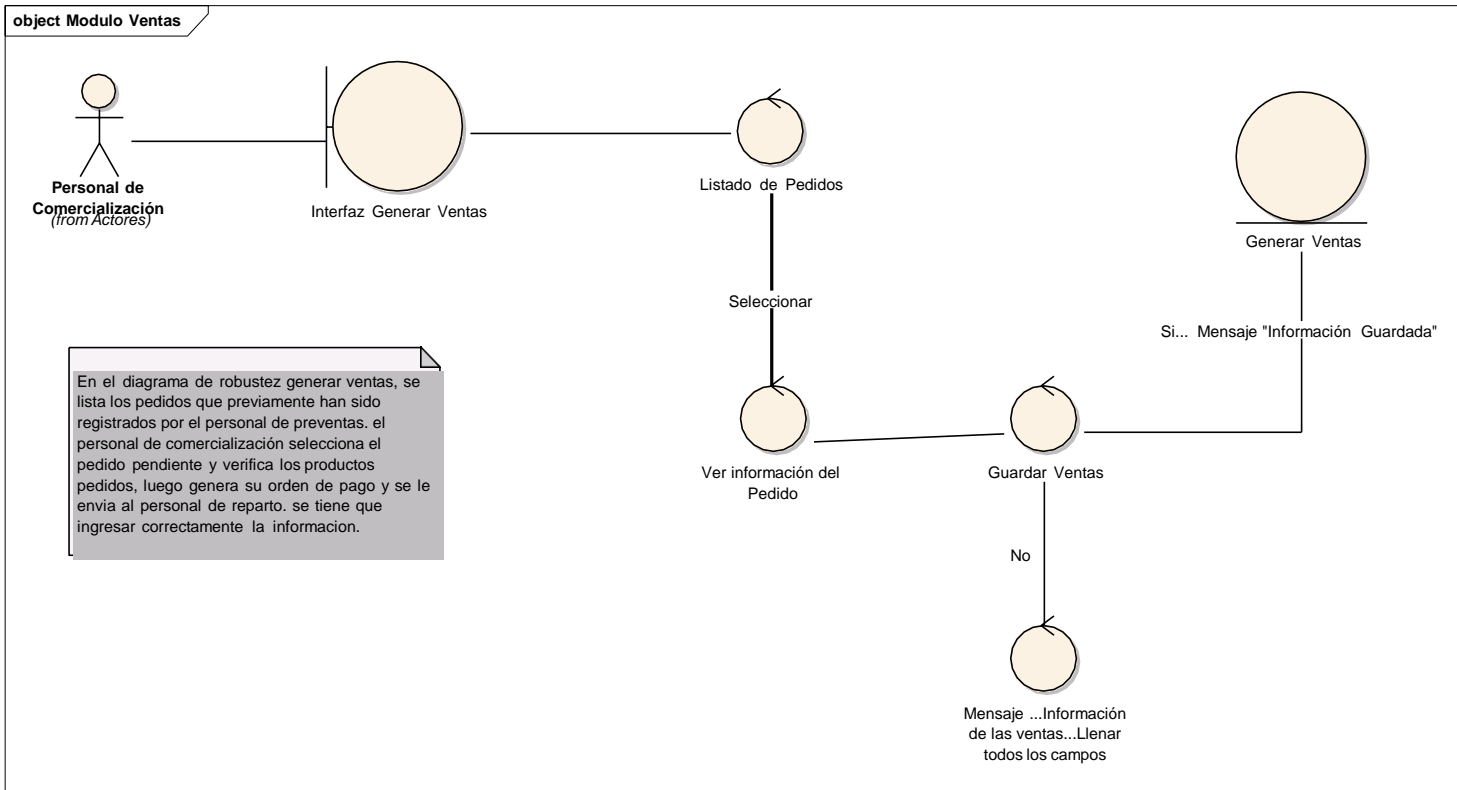 object Modulo Ventas
Personal de
Comercialización
(from Actores)
Interfaz Generar Ventas
Listado de Pedidos
Generar Ventas
Seleccionar
Si... Mensaje "Información Guardada"
En el diagrama de robustez generar ventas, se
lista los pedidos que previamente han sido
registrados por el personal de preventas. el
personal de comercialización selecciona el
pedido pendiente y verifica los productos
pedidos, luego genera su orden de pago y se le
envia al personal de reparto. se tiene que
ingresar correctamente la informacion.
Ver información del
Pedido
Guardar Ventas
No
Mensaje ...Información
de las ventas...Llenar
todos los campos